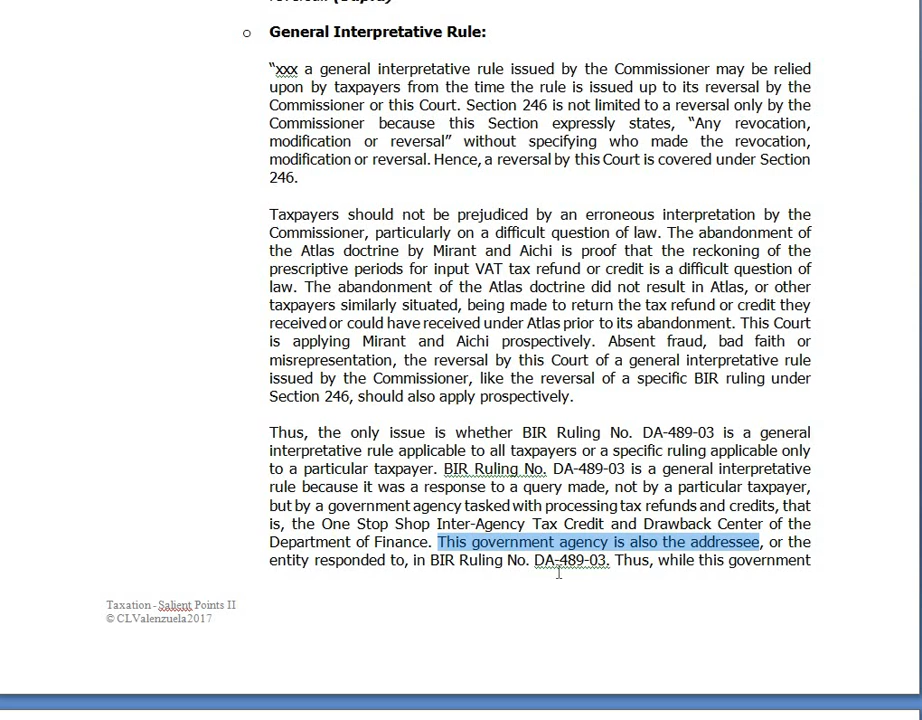 General Interpretative Rule:
"xxx a general interpretative rule issued by the Commissioner may be relied
upon by taxpayers from the time the rule is issued up to its reversal by the
Commissioner or this Court. Section 246 is not limited to a reversal only by the
Commissioner because this Section expressly states, "Any revocation,
modification or reversal" without specifying who made the revocation,
modification or reversal. Hence, a reversal by this Court is covered under Section
246.
Taxpayers should not be prejudiced by an erroneous interpretation by the
Commissioner, particularly on a difficult question of law. The abandonment of
the Atlas doctrine by Mirant and Aichi is proof that the reckoning of the
prescriptive periods for input VAT tax refund or credit is a difficult question of
law. The abandonment of the Atlas doctrine did not result in Atlas, or other
taxpayers similarly situated, being made to return the tax refund or credit they
received or could have received under Atlas prior to its abandonment. This Court
is applying Mirant and Aichi prospectively. Absent fraud, bad faith or
misrepresentation, the reversal by this Court of a general interpretative rule
issued by the Commissioner, like the reversal of a specific BIR ruling under
Section 246, should also apply prospectively.
Thus, the only issue is whether BIR Ruling No. DA-489-03 is a general
interpretative rule applicable to all taxpayers or a specific ruling applicable only
to a particular taxpayer. BIR Ruling No. DA-489-03 is a general interpretative
rule because it was a response to a query made, not by a particular taxpayer,
but by a government agency tasked with processing tax refunds and credits, that
is, the One Stop Shop Inter-Agency Tax Credit and Drawback Center of the
Department of Finance. This government agency is also the addressee, or the
entity responded to, in BIR Ruling No. DA-489-03. Thus, while this government
Taxation - Salient Points II
© CLValenzuela2017